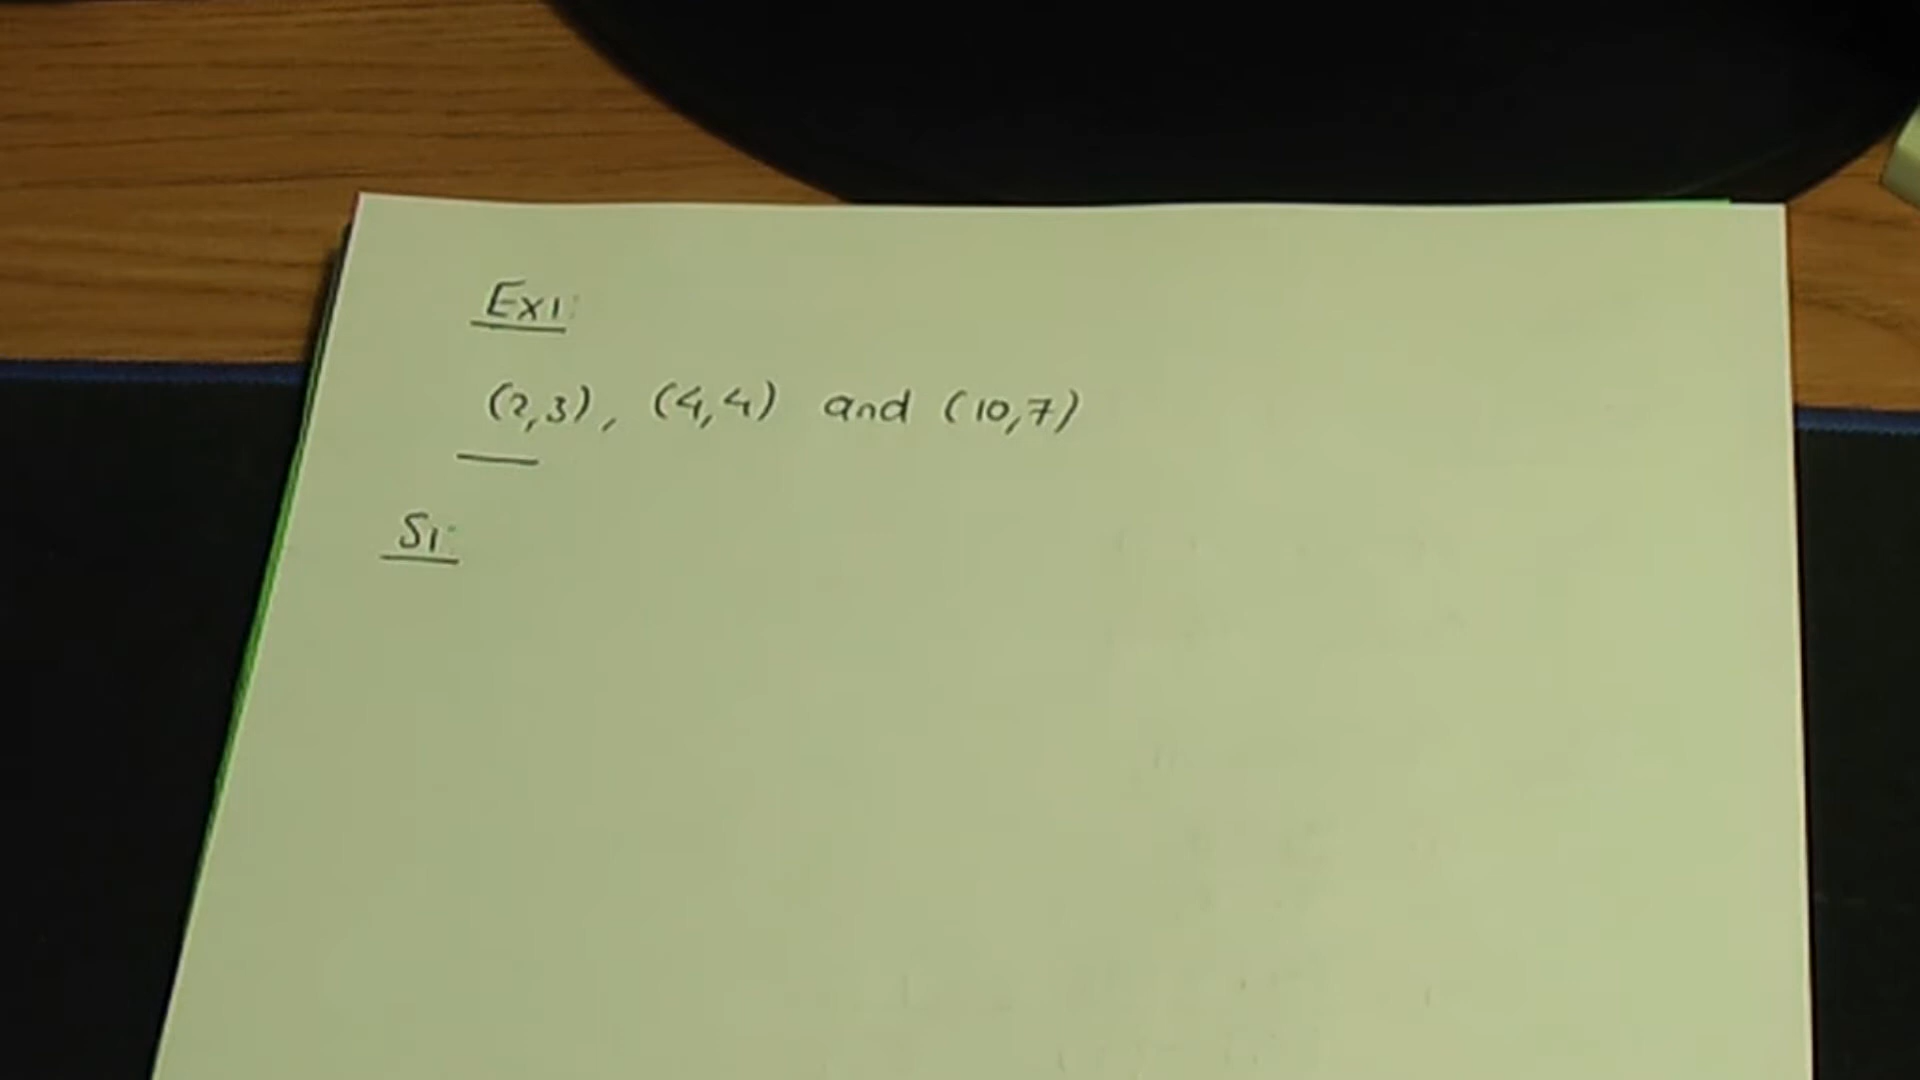 Ex1:
(2,3), (4,4) and (10,7)
S1: